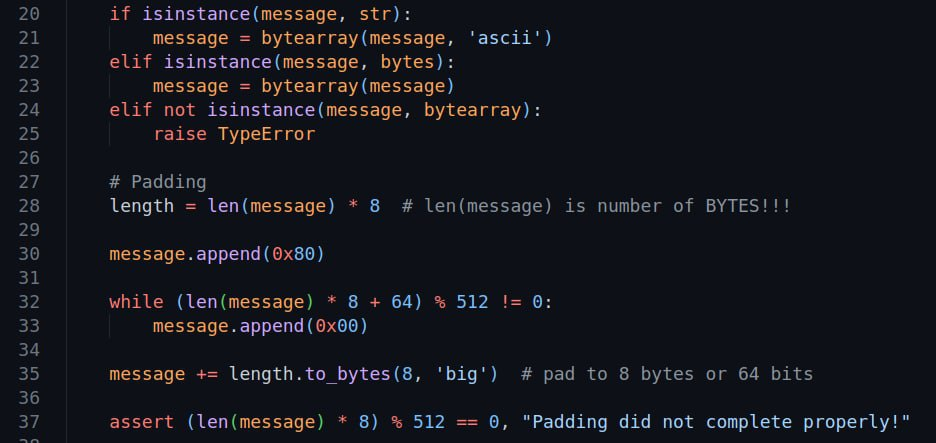 20    if isinstance(message, str):
21        message = bytearray(message, 'ascii')
22    elif isinstance(message, bytes):
23        message = bytearray(message)
24    elif not isinstance(message, bytearray):
25        raise TypeError
26
27    # Padding
28    length = len(message) * 8  # len(message) is number of BYTES!!!
29
30    message.append(0x80)
31
32    while (len(message) * 8 + 64) % 512 != 0:
33        message.append(0x00)
34
35    message += length.to_bytes(8, 'big')  # pad to 8 bytes or 64 bits
36
37    assert (len(message) * 8) % 512 == 0, "Padding did not complete properly!"